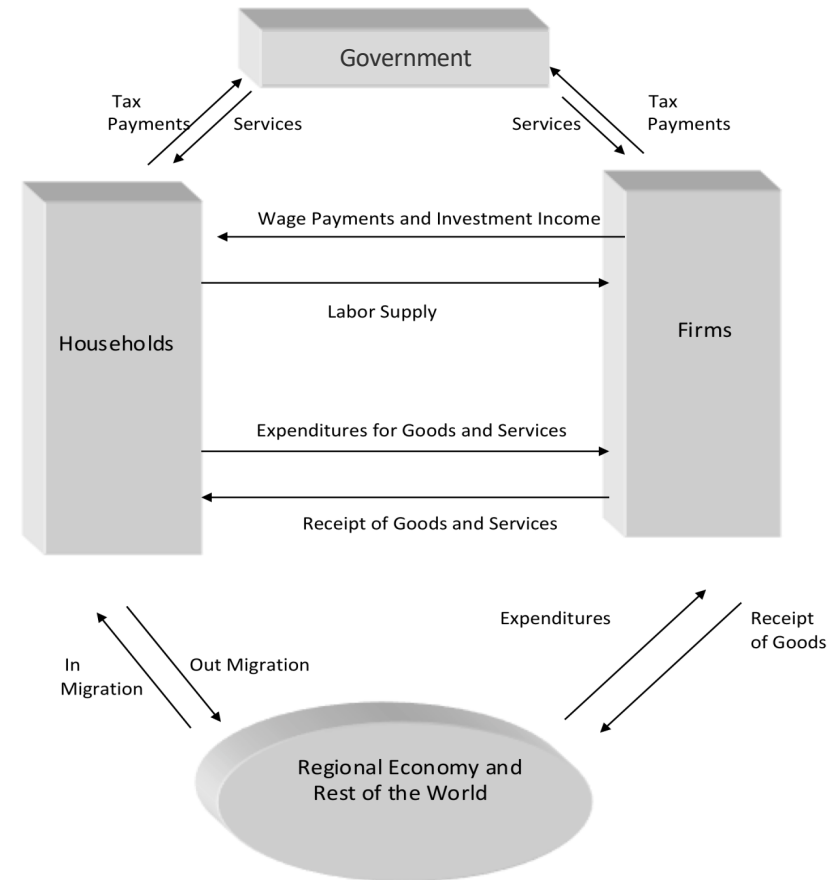 Government
Tax
Payments
Services
Services
Tax
Payments
Wage Payments and Investment Income
Labor Supply
Households
Firms
Expenditures for Goods and Services
Receipt of Goods and Services
In
Migration
Out Migration
Expenditures
Receipt
of Goods
Regional Economy and
Rest of the World